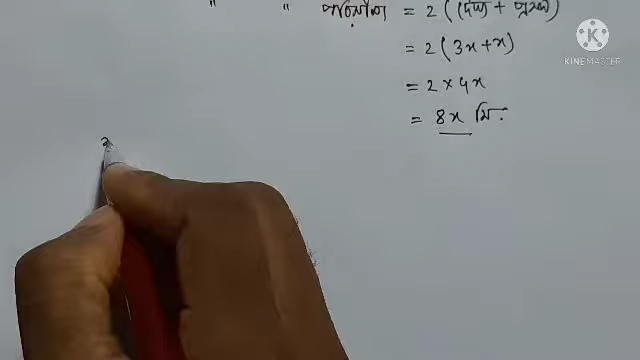 " " পরিসীমা = 2 (দৈর্ঘ্য + প্রস্থ)
= 2 (3x+x)
= 2 × 4x
= 8x মি.
KINEMASTER